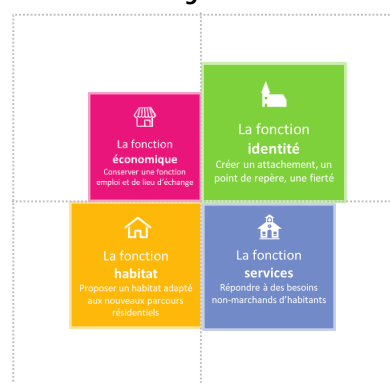 La fonction
économique
Conserver une fonction
emploi et de lieu d'échange
La fonction
identité
Créer un attachement, un
point de repère, une fierté
La fonction
habitat
Proposer un habitat adapté
aux nouveaux parcours
résidentiels
La fonction
services
Répondre à des besoins
non-marchands d'habitants